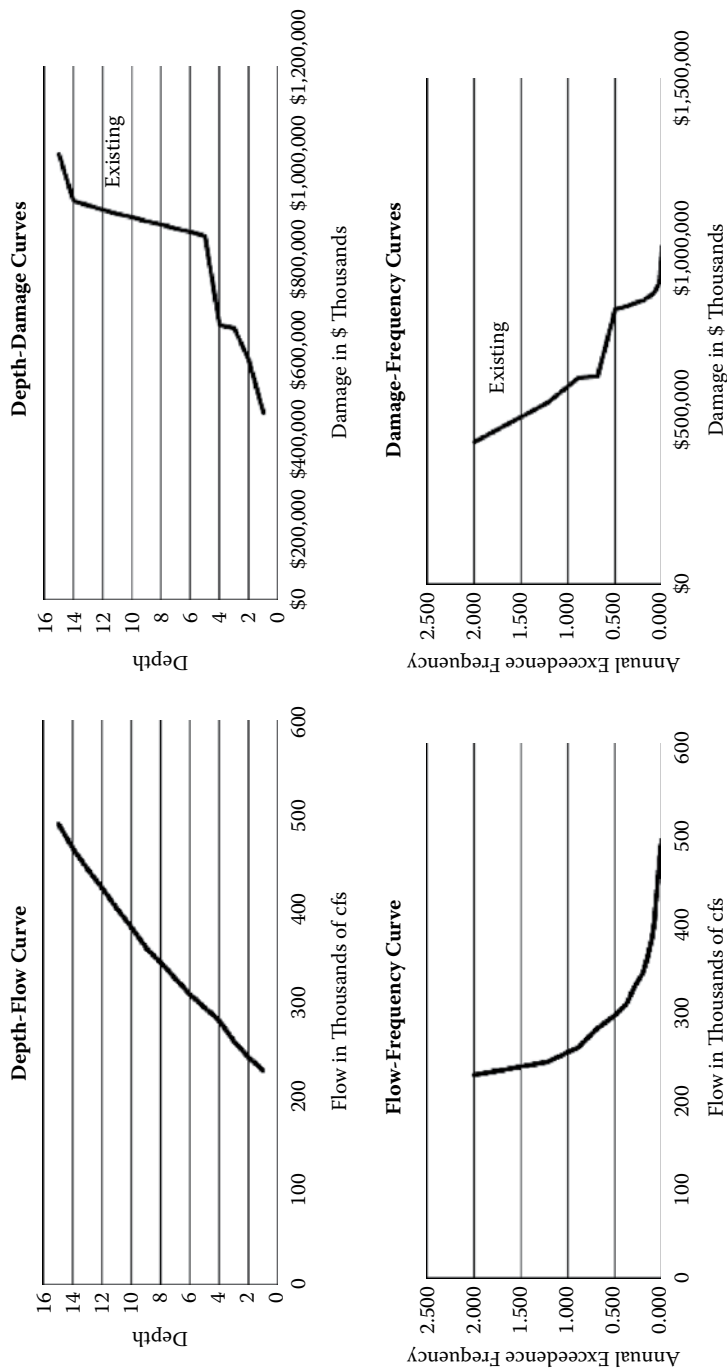 Depth-Flow Curve
Depth
16
14
12
10
8
6
4
2
0
0 100 200 300 400 500 600
Flow in Thousands of cfs
Depth-Damage Curves
Depth
16
14
12
10
8
6
4
2
0
Existing
$0 $200,000 $400,000 $600,000 $800,000 $1,000,000 $1,200,000
Damage in $ Thousands
Flow-Frequency Curve
Annual Exceedence Frequency
2.500
2.000
1.500
1.000
0.500
0.000
0 100 200 300 400 500 600
Flow in Thousands of cfs
Damage-Frequency Curves
Annual Exceedence Frequency
2.500
2.000
1.500
1.000
0.500
0.000
Existing
$0 $500,000 $1,000,000 $1,500,000
Damage in $ Thousands